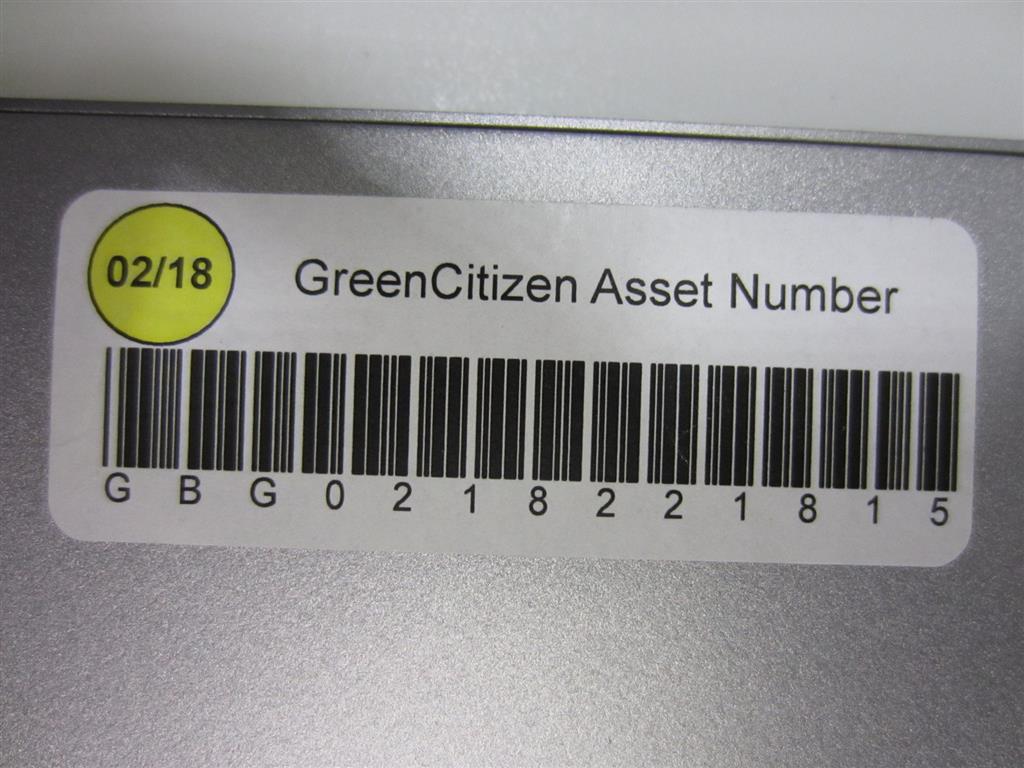 02/18
GreenCitizen Asset Number
G B G 0 2 1 8 2 2 1 8 1 5